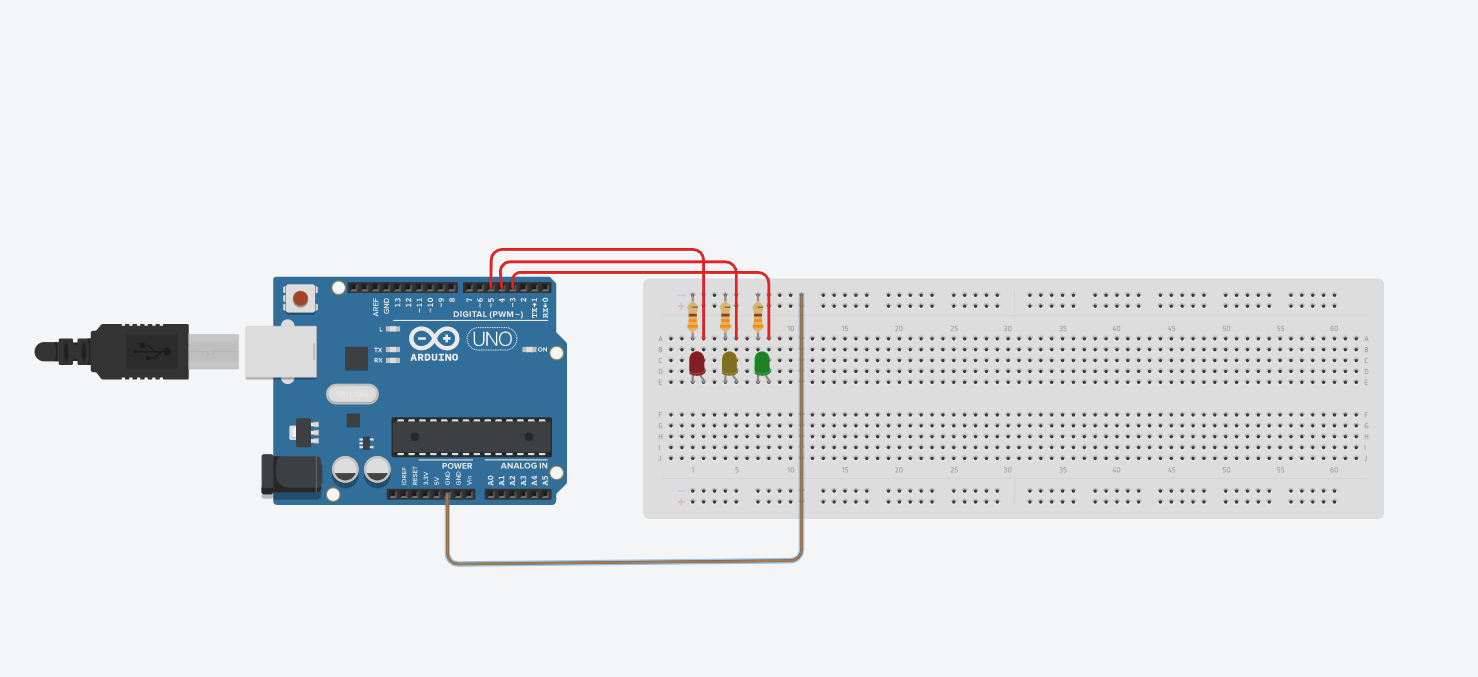 AREF
GND
13
12
~11
~10
~9
8
7
~6
~5
4
~3
2
TX→1
RX←0
DIGITAL (PWM~)
L
TX
RX
ARDUINO
UNO
ON
POWER
ANALOG IN
IOREF
RESET
3.3V
5V
GND
GND
Vin
A0
A1
A2
A3
A4
A5
10 15 20 25 30 35 40 45 50 55 60
A A
B B
C C
D D
E E
F F
G G
H H
I I
J J
1 5 10 15 20 25 30 35 40 45 50 55 60